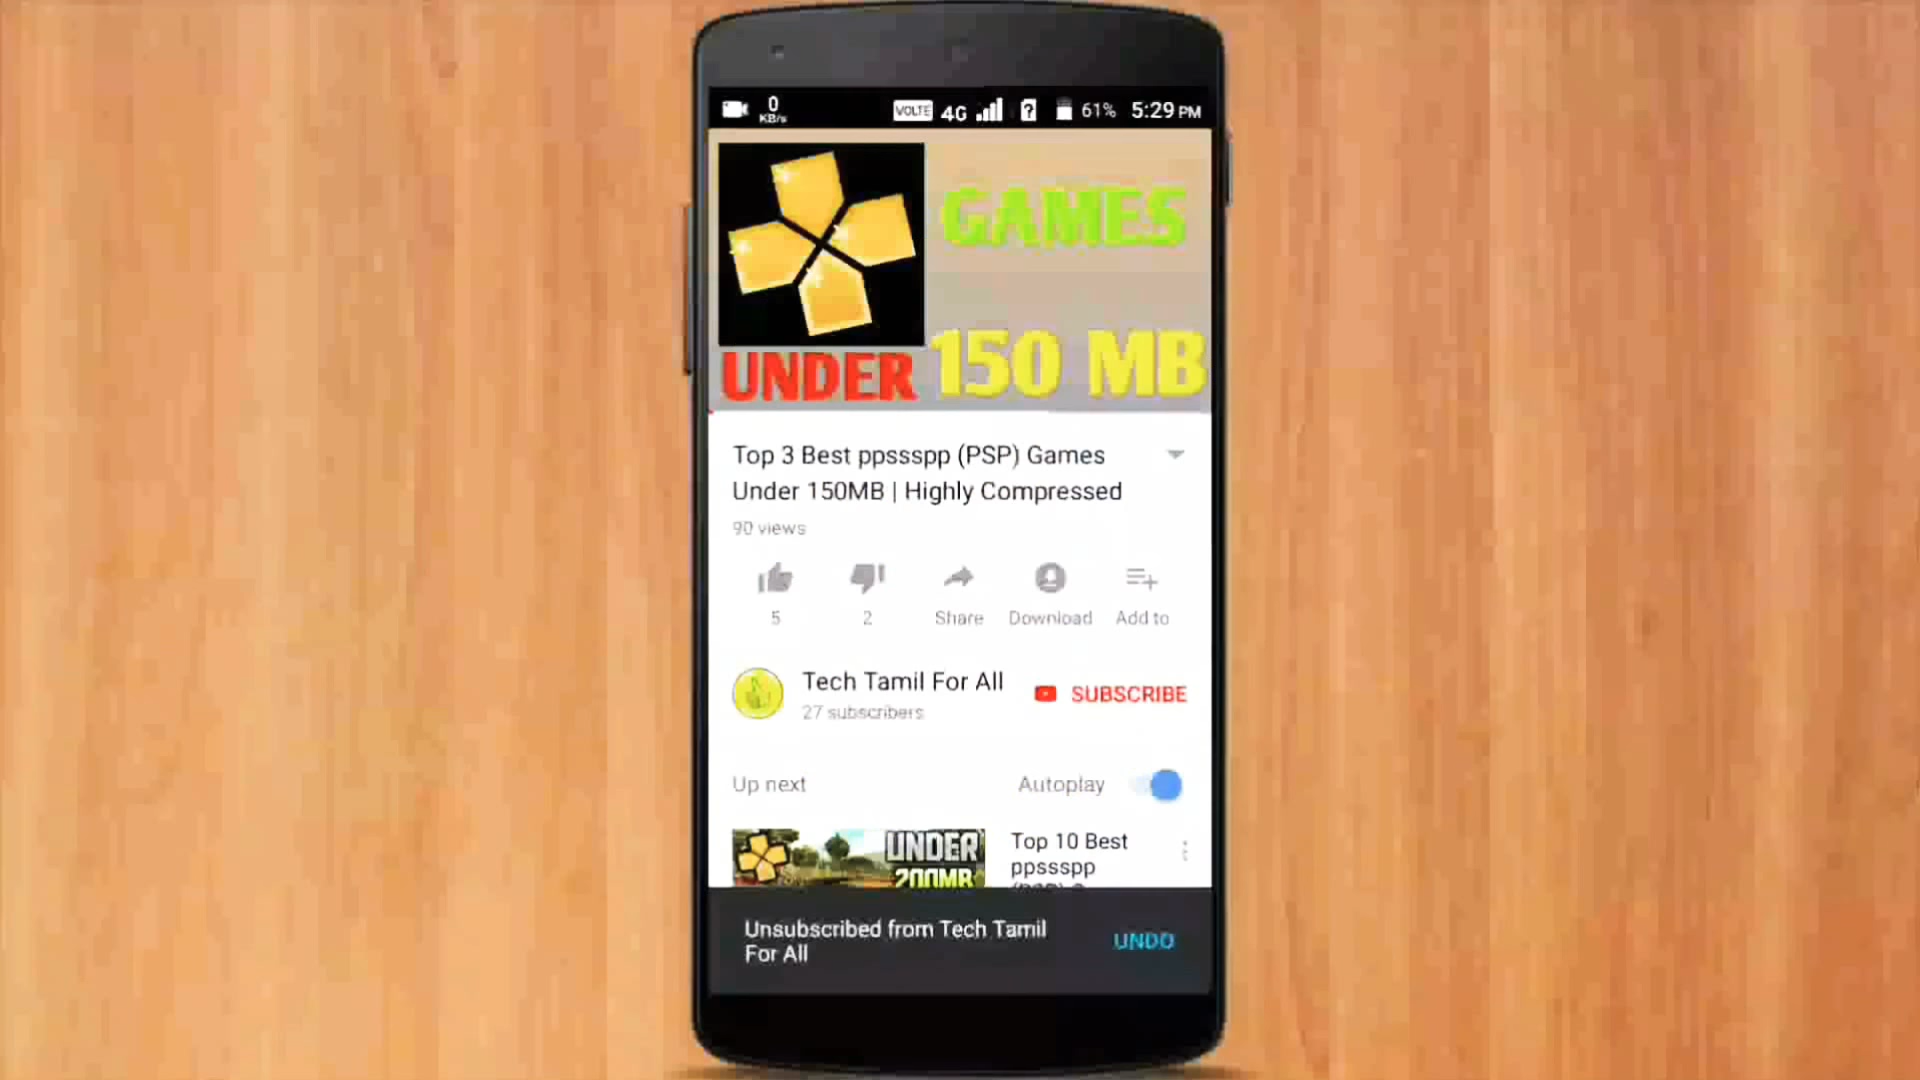 0
KB/s
VOLTE 4G 61% 5:29 PM
GAMES
UNDER 150 MB
Top 3 Best ppssspp (PSP) Games
Under 150MB | Highly Compressed
90 views
5 2 Share Download Add to
Tech Tamil For All
27 subscribers
SUBSCRIBE
Up next Autoplay
UNDER
200MB
Top 10 Best
ppssspp
Unsubscribed from Tech Tamil
For All
UNDO